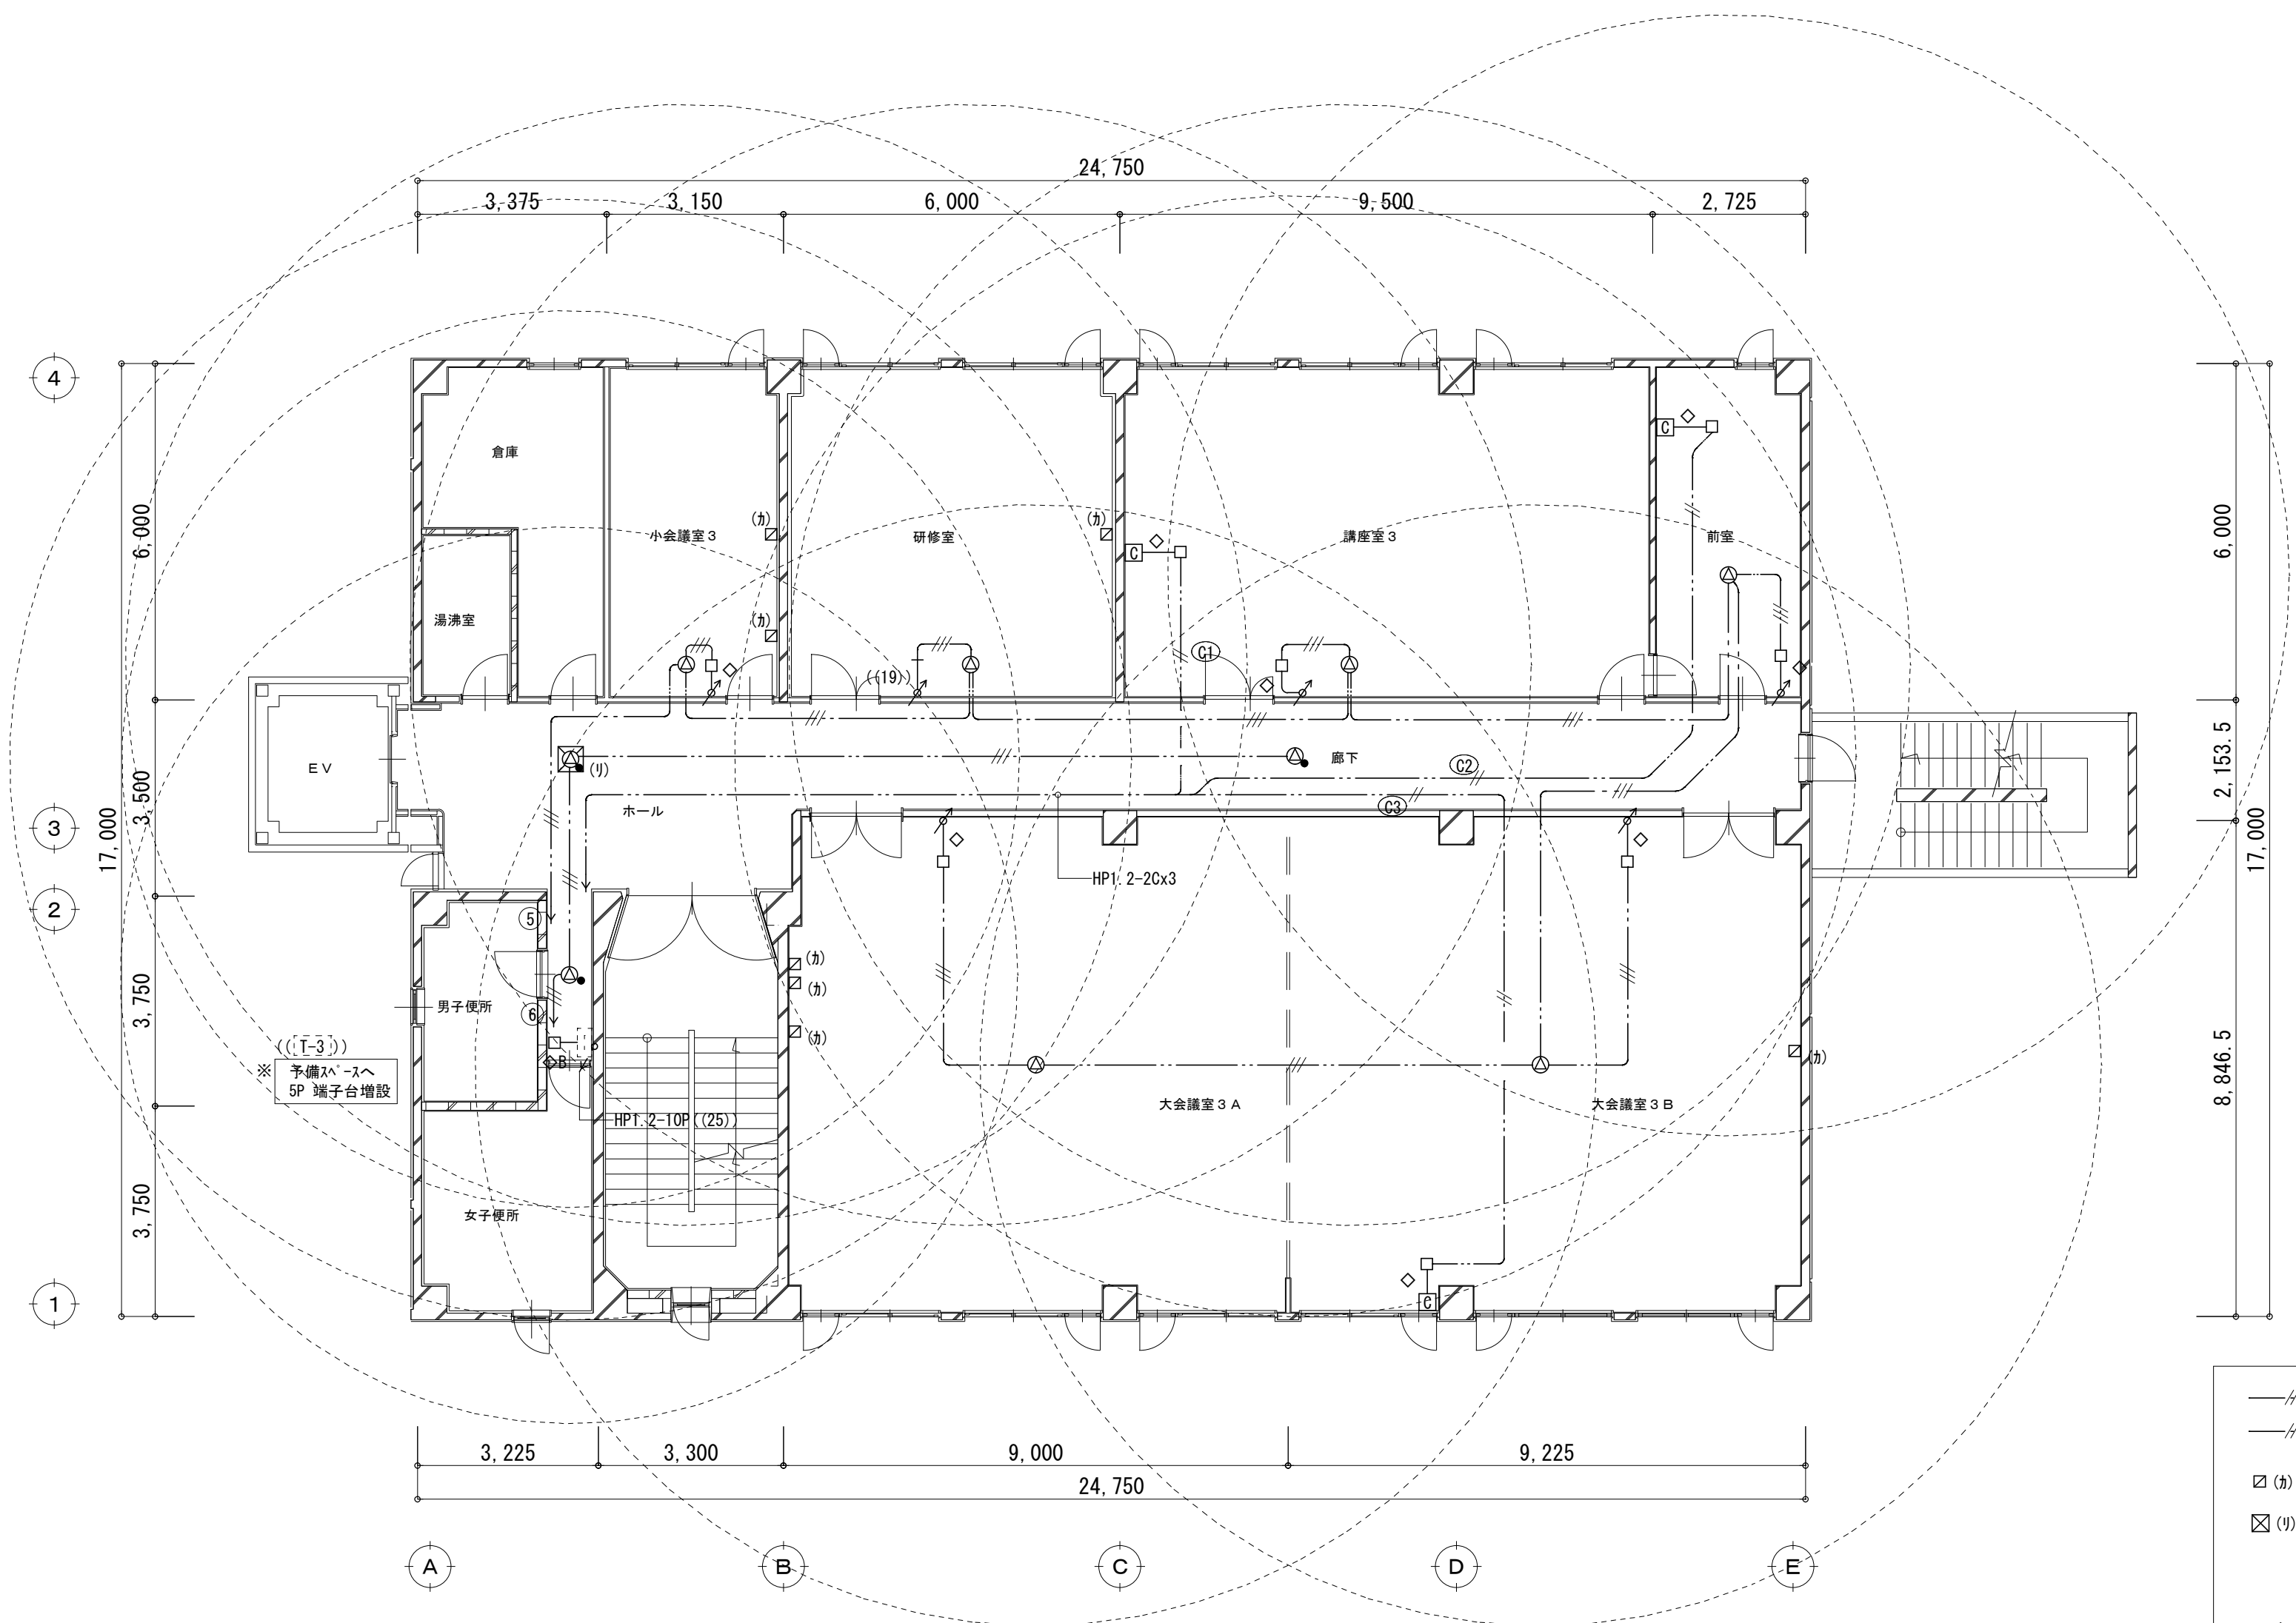 24,750
3,375
3,150
6,000
9,500
2,725
4
6,000
3,500
17,000
3,750
3,750
3
2
1
倉庫
小会議室3
研修室
講座室3
前室
湯沸室
(ｶ)
(ｶ)
(ｶ)
C
C
((19))
C1
C2
C3
EV
(ﾘ)
廊下
ホール
HP1.2-2Cx3
5
6
男子便所
((T-3))
※ 予備ｽﾍﾟｰｽへ
5P 端子台増設
B
HP1.2-10P((25))
女子便所
(ｶ)
(ｶ)
(ｶ)
(ｶ)
大会議室3A
大会議室3B
C
6,000
2,153.5
17,000
8,846.5
3,225
3,300
9,000
9,225
24,750
A
B
C
D
E
(ｶ)
(ﾘ)